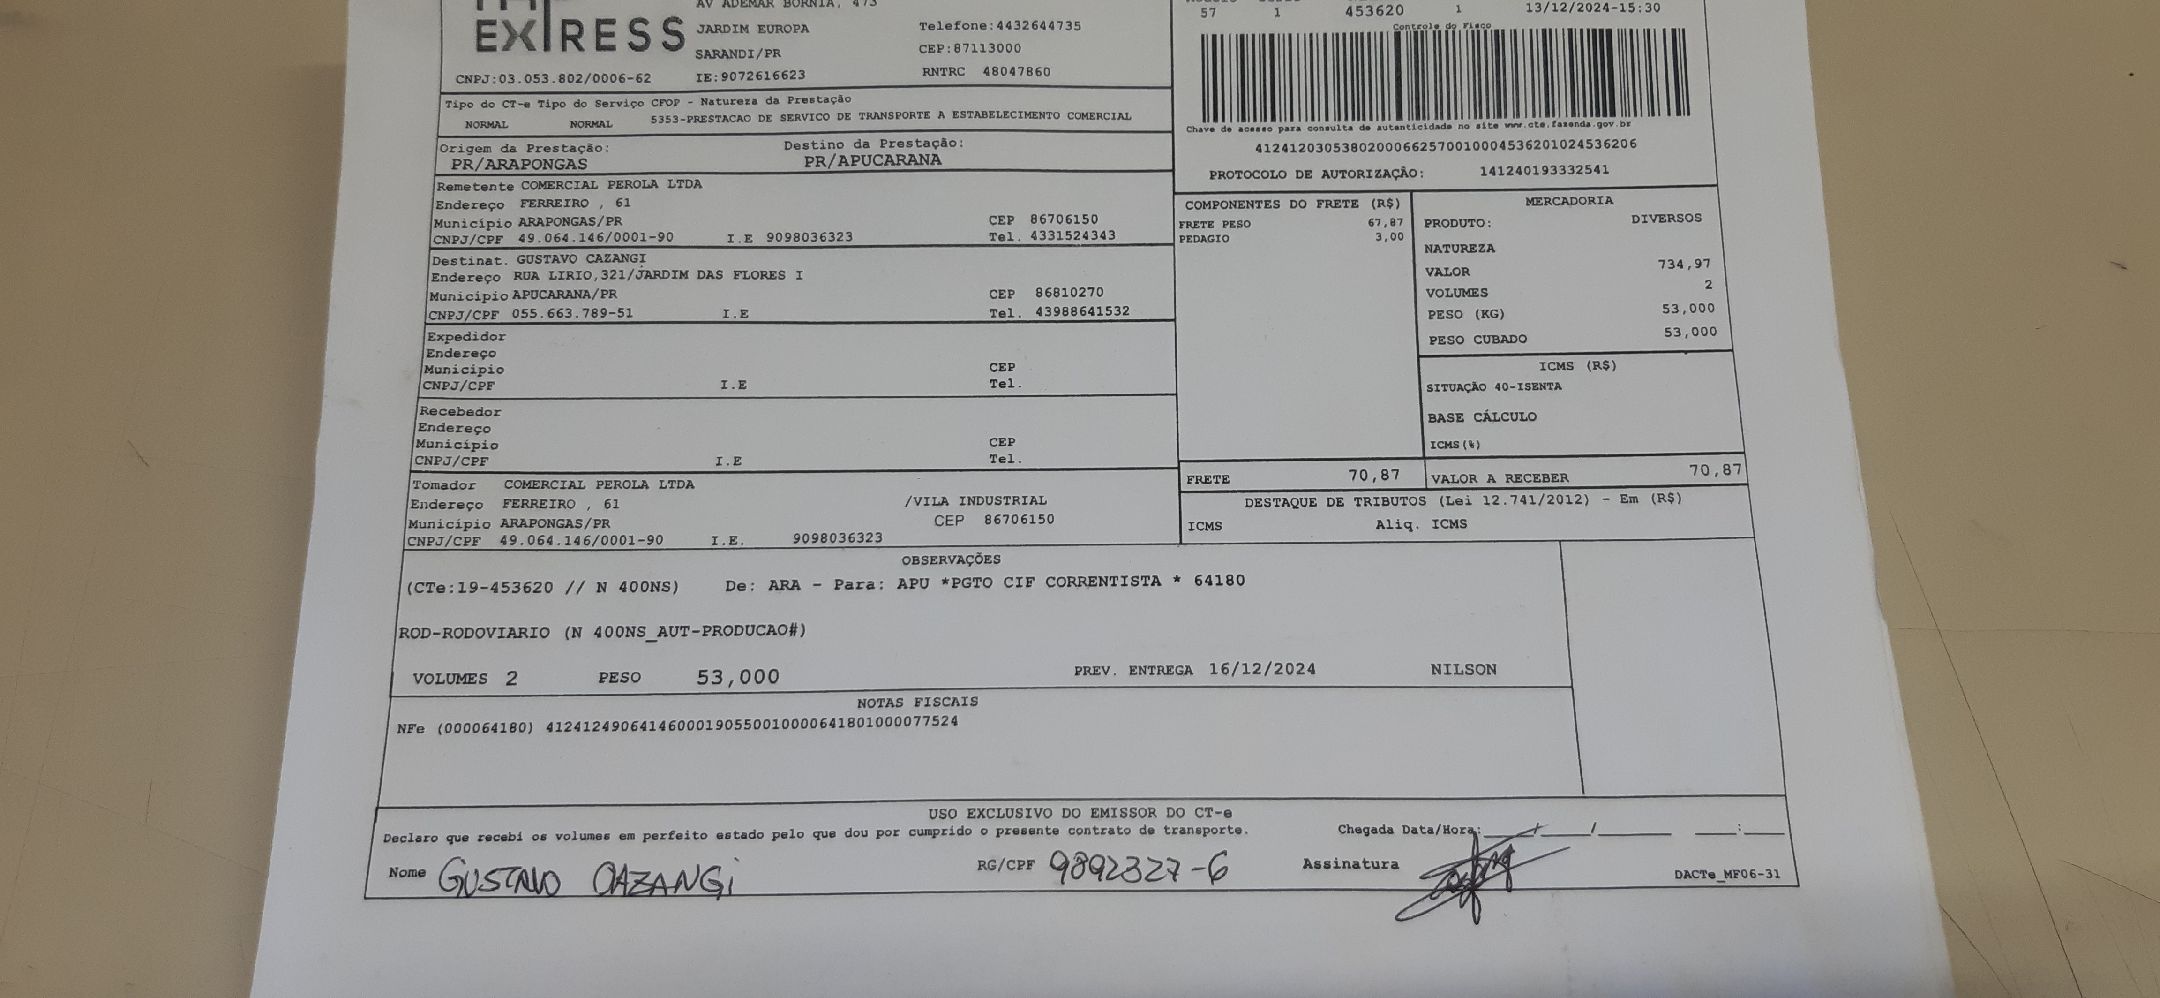 EXPRESS
AV ADEMAR BORNIA, 473
JARDIM EUROPA
Telefone:4432644735
SARANDI/PR
CEP:87113000
CNPJ:03.053.802/0006-62
IE:9072616623
RNTRC 48047860
57 1 453620 1 13/12/2024-15:30
Controle do Fisco
Tipo do CT-e Tipo do Serviço CFOP - Natureza da Prestação
NORMAL NORMAL 5353-PRESTACAO DE SERVICO DE TRANSPORTE A ESTABELECIMENTO COMERCIAL
Chave de acesso para consulta de autenticidade no site www.cte.fazenda.gov.br
41241203053802000662570010004536201024536206
PROTOCOLO DE AUTORIZAÇÃO: 141240193332541
Origem da Prestação: Destino da Prestação:
PR/ARAPONGAS PR/APUCARANA
Remetente COMERCIAL PEROLA LTDA
Endereço FERREIRO , 61
Município ARAPONGAS/PR CEP 86706150
CNPJ/CPF 49.064.146/0001-90 I.E 9098036323 Tel. 4331524343
Destinat. GUSTAVO CAZANGI
Endereço RUA LIRIO,321/JARDIM DAS FLORES I
Município APUCARANA/PR CEP 86810270
CNPJ/CPF 055.663.789-51 I.E Tel. 43988641532
Expedidor
Endereço
Município CEP
CNPJ/CPF I.E Tel.
Recebedor
Endereço
Município CEP
CNPJ/CPF I.E Tel.
Tomador COMERCIAL PEROLA LTDA
Endereço FERREIRO , 61 /VILA INDUSTRIAL
Município ARAPONGAS/PR CEP 86706150
CNPJ/CPF 49.064.146/0001-90 I.E. 9098036323
COMPONENTES DO FRETE (R$)
FRETE PESO 67,87
PEDAGIO 3,00
MERCADORIA
PRODUTO: DIVERSOS
NATUREZA
VALOR 734,97
VOLUMES 2
PESO (KG) 53,000
PESO CUBADO 53,000
ICMS (R$)
SITUAÇÃO 40-ISENTA
BASE CÁLCULO
ICMS(%)
FRETE 70,87 VALOR A RECEBER 70,87
DESTAQUE DE TRIBUTOS (Lei 12.741/2012) - Em (R$)
ICMS Aliq. ICMS
OBSERVAÇÕES
(CTe:19-453620 // N 400NS) De: ARA - Para: APU *PGTO CIF CORRENTISTA * 64180
ROD-RODOVIARIO (N 400NS_AUT-PRODUCAO#)
VOLUMES 2 PESO 53,000 PREV. ENTREGA 16/12/2024 NILSON
NOTAS FISCAIS
NFe (000064180) 41241249064146000190550010000641801000077524
USO EXCLUSIVO DO EMISSOR DO CT-e
Declaro que recebi os volumes em perfeito estado pelo que dou por cumprido o presente contrato de transporte. Chegada Data/Hora:____/____/______ ___:___
Nome GUSTAVO CAZANGi RG/CPF 9892327-6 Assinatura
DACTe_MF06-31